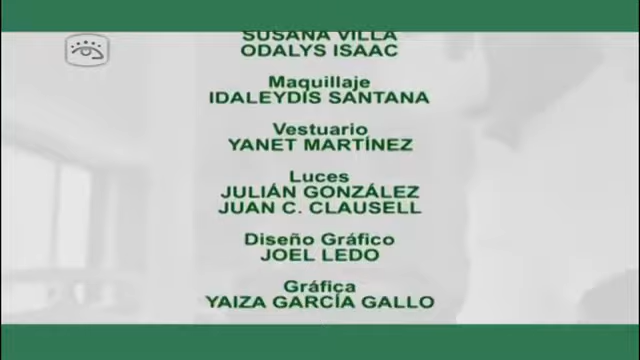 SUSANA VILLA
ODALYS ISAAC
Maquillaje
IDALEYDIS SANTANA
Vestuario
YANET MARTÍNEZ
Luces
JULIÁN GONZÁLEZ
JUAN C. CLAUSELL
Diseño Gráfico
JOEL LEDO
Gráfica
YAIZA GARCÍA GALLO